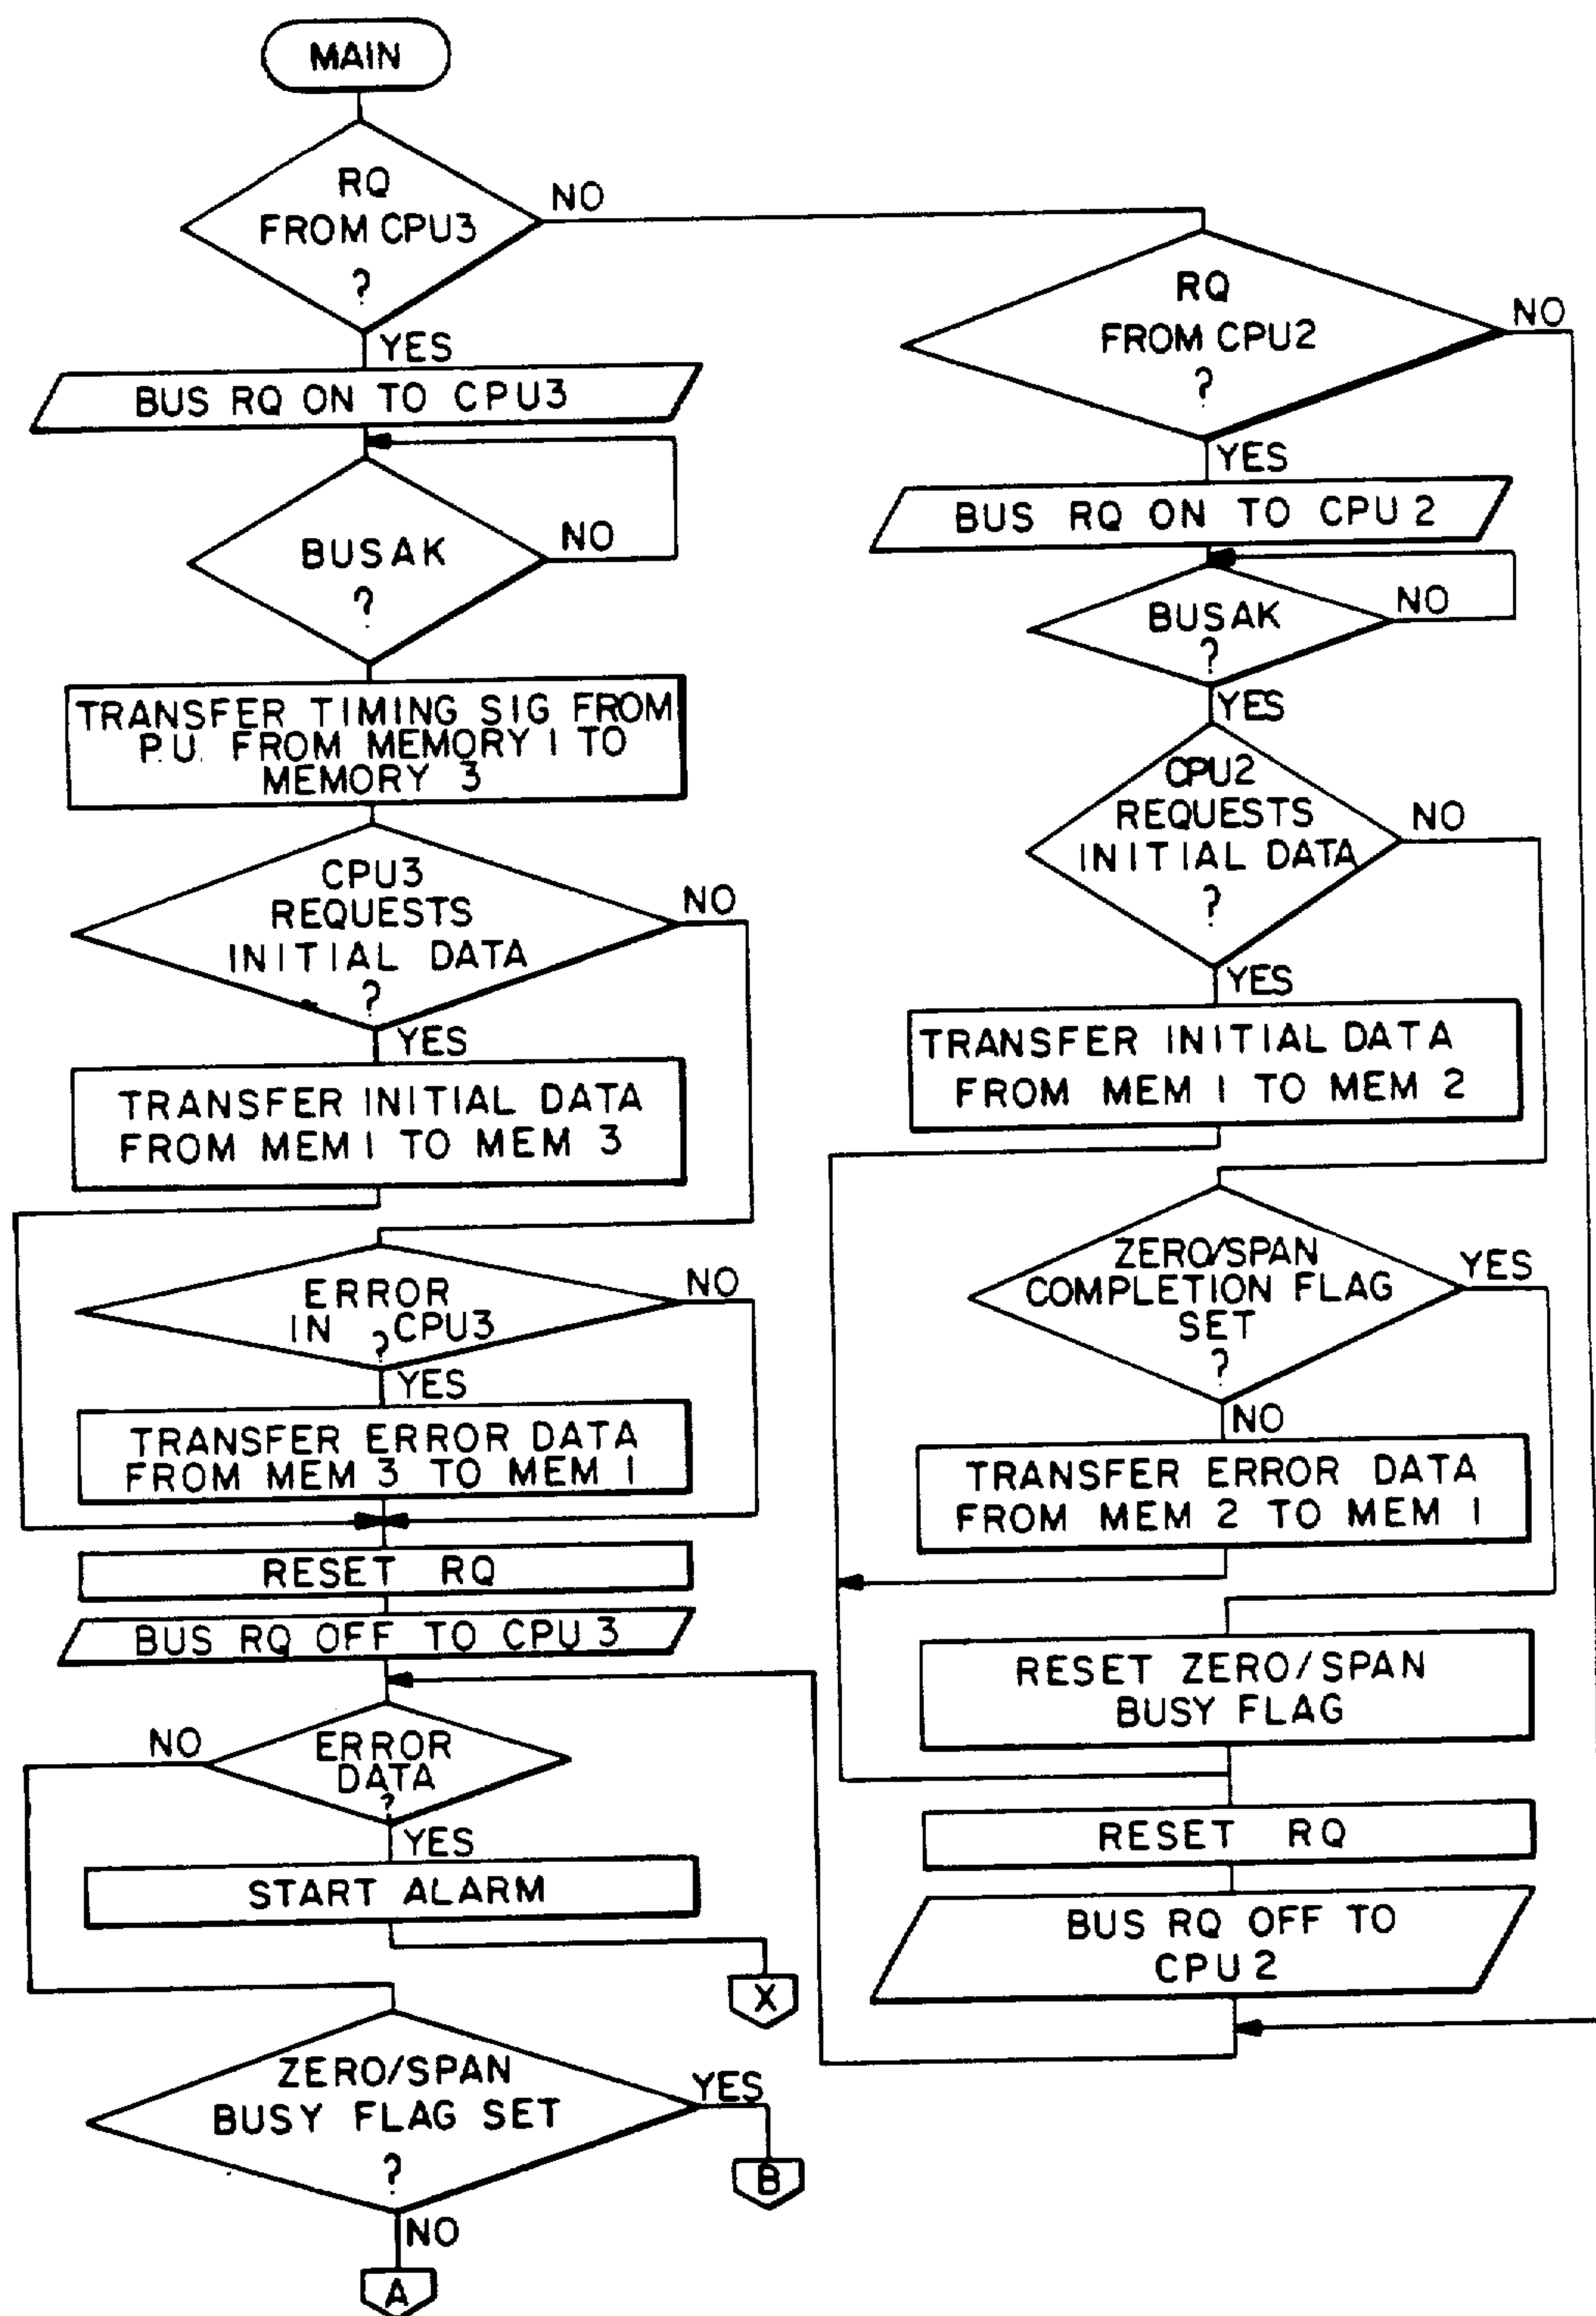 MAIN
RQ
FROM CPU3
?
NO
YES
BUS RQ ON TO CPU3
BUSAK
?
NO
TRANSFER TIMING SIG FROM
P.U. FROM MEMORY 1 TO
MEMORY 3
CPU3
REQUESTS
INITIAL DATA
?
NO
YES
TRANSFER INITIAL DATA
FROM MEM 1 TO MEM 3
ERROR
IN CPU3
?
NO
YES
TRANSFER ERROR DATA
FROM MEM 3 TO MEM 1
RESET RQ
BUS RQ OFF TO CPU 3
NO
ERROR
DATA
?
YES
START ALARM
X
ZERO/SPAN
BUSY FLAG SET
?
YES
B
NO
A
RQ
FROM CPU2
?
NO
YES
BUS RQ ON TO CPU 2
BUSAK
?
NO
YES
CPU2
REQUESTS
INITIAL DATA
?
NO
YES
TRANSFER INITIAL DATA
FROM MEM 1 TO MEM 2
ZERO/SPAN
COMPLETION FLAG
SET
?
YES
NO
TRANSFER ERROR DATA
FROM MEM 2 TO MEM 1
RESET ZERO/SPAN
BUSY FLAG
RESET RQ
BUS RQ OFF TO
CPU 2